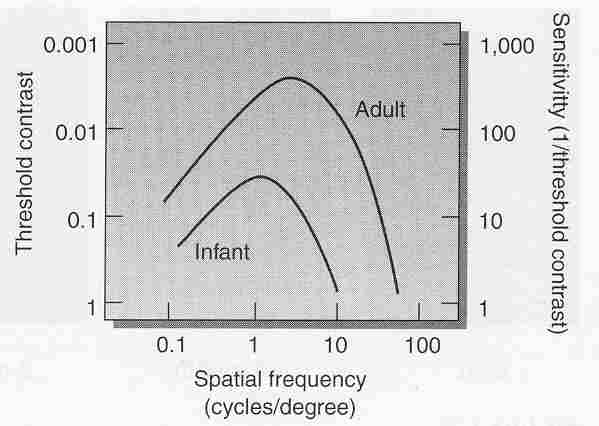 Threshold contrast
0.001
0.01
0.1
1
Adult
Infant
1,000
100
10
1
Sensitivitty (1/threshold contrast)
0.1 1 10 100
Spatial frequency
(cycles/degree)